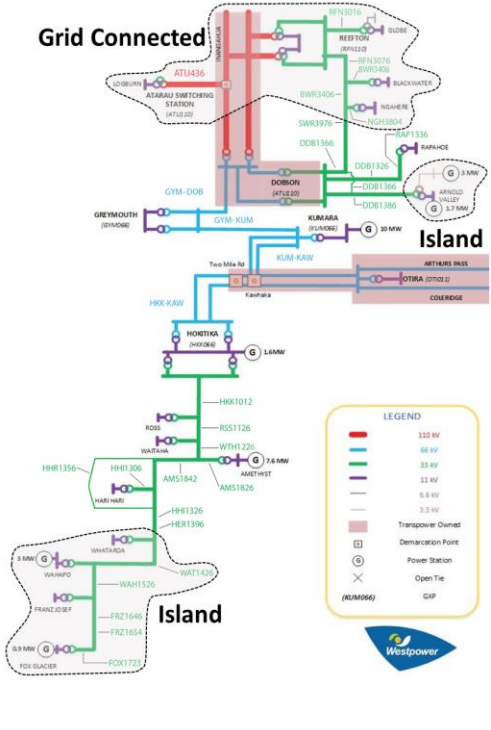 Grid Connected
INANGAHUA
RFN3016
REEFTON
(RFN110)
GLOBE
RFN3076
BWR3406
BLACKWATER
BWR3406
NGAHERE
NGH3804
LOGBURN
ATU436
ATARAU SWITCHING
STATION
(ATU110)
SWR3976
RAP1336
RAPAHOE
DDB1366
DDB1326
DDB1366
DDB1386
DOBSON
(ATU110)
G
3 MW
ARNOLD
VALLEY
G
1.7 MW
Island
GYM-DOB
GREYMOUTH
(GYM066)
GYM-KUM
KUMARA
(KUM066)
G
10 MW
KUM-KAW
Two Mile Rd
Kawhaka
ARTHURS PASS
OTIRA (OTI011)
COLERIDGE
HKK-KAW
HOKITIKA
(HKK066)
G
1.6MW
HKK1012
ROSS
RSS1126
WAITAHA
WTH1226
G
7.6 MW
AMETHYST
AMS1842
AMS1826
HHR1356
HHI1306
HARI HARI
HHI1326
HER1396
WHATAROA
WAT1426
3 MW
G
WAHAPO
WAH1526
FRANZ JOSEF
FRZ1646
FRZ1654
0.9 MW
G
FOX GLACIER
FOX1723
Island
LEGEND
110 kV
66 kV
33 kV
11 kV
6.6 kV
3.3 kV
Transpower Owned
Demarcation Point
G
Power Station
Open Tie
(KUM066)
GXP
Westpower